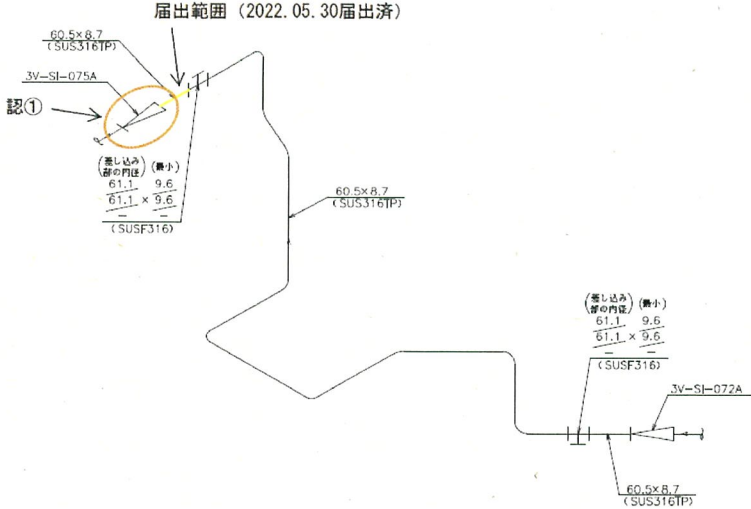 届出範囲（2022.05.30届出済）
60.5×8.7
(SUS316TP)
3V-SI-075A
認①
(差し込み部の内径) (最小)
61.1 9.6
61.1 × 9.6
— —
(SUSF316)
60.5×8.7
(SUS316TP)
(差し込み部の内径) (最小)
61.1 9.6
61.1 × 9.6
— —
(SUSF316)
3V-SI-072A
60.5×8.7
(SUS316TP)